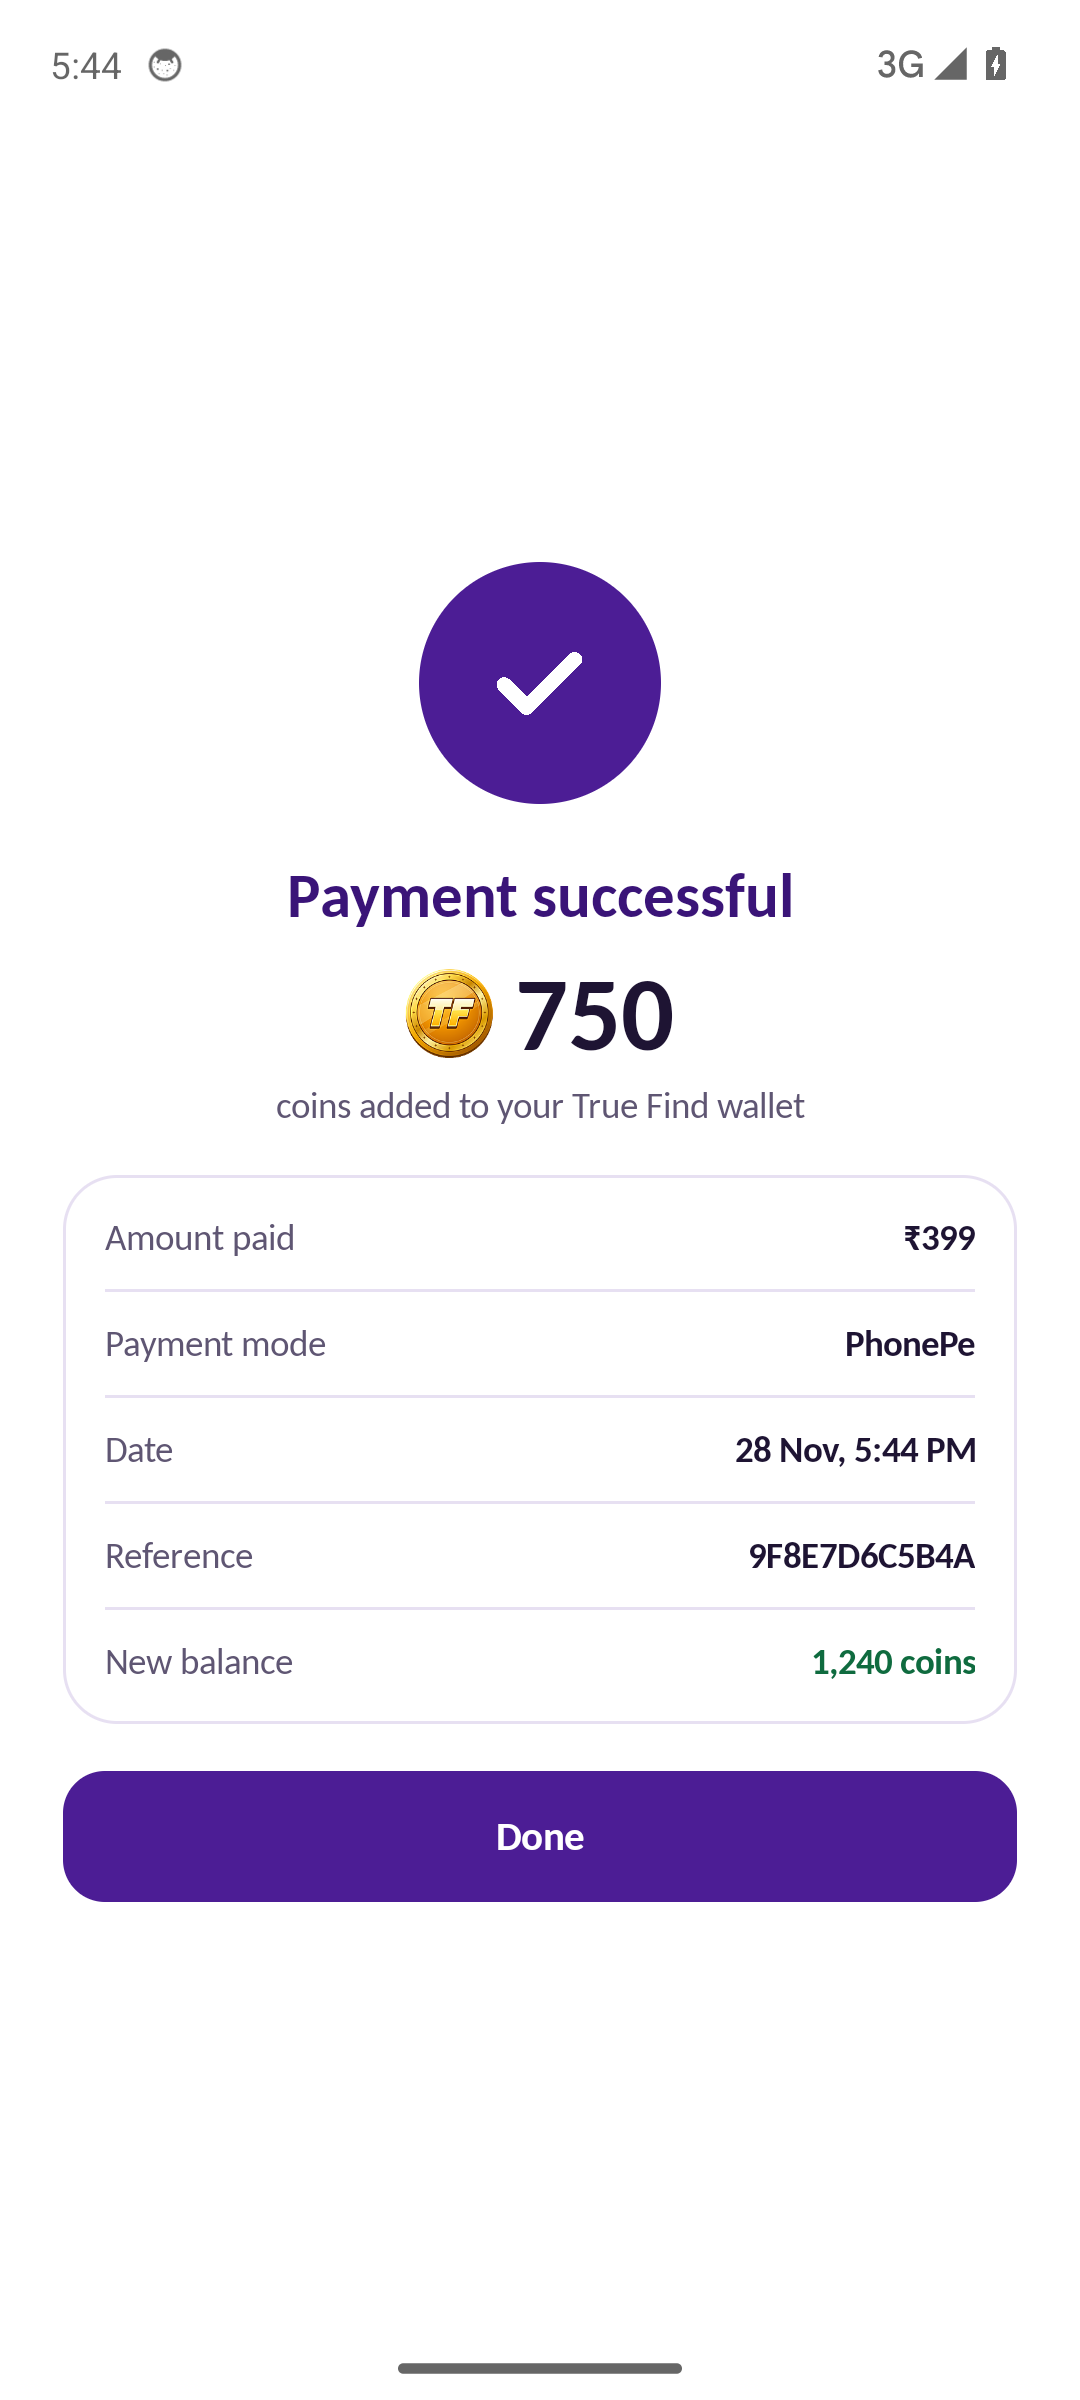 5:44
3G
Payment successful
TF 750
coins added to your True Find wallet
Amount paid ₹399
Payment mode PhonePe
Date 28 Nov, 5:44 PM
Reference 9F8E7D6C5B4A
New balance 1,240 coins
Done